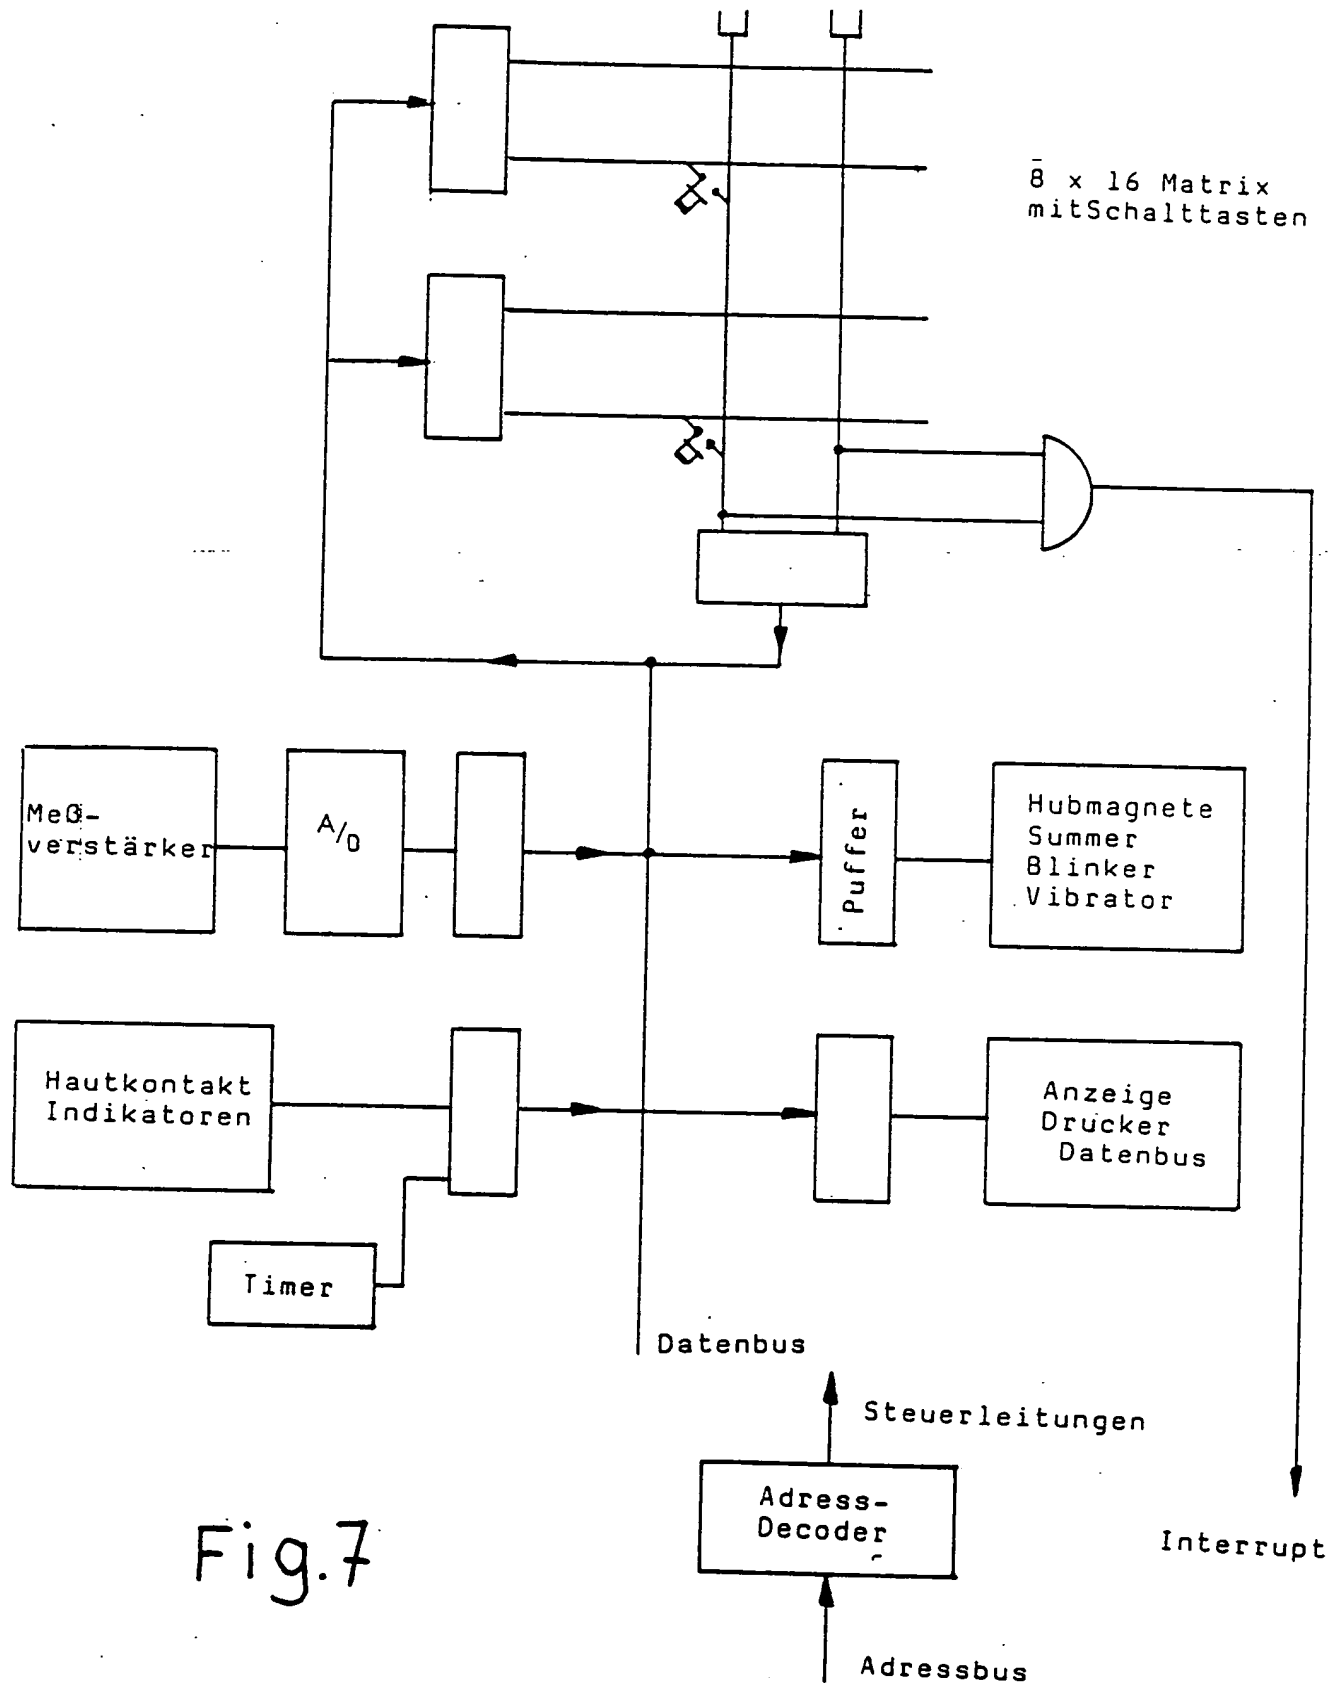 8 x 16 Matrix
mitSchalttasten
Meß-
verstärker
A/D
Puffer
Hubmagnete
Summer
Blinker
Vibrator
Hautkontakt
Indikatoren
Anzeige
Drucker
Datenbus
Timer
Datenbus
Steuerleitungen
Adress-
Decoder
Interrupt
Adressbus
Fig.7